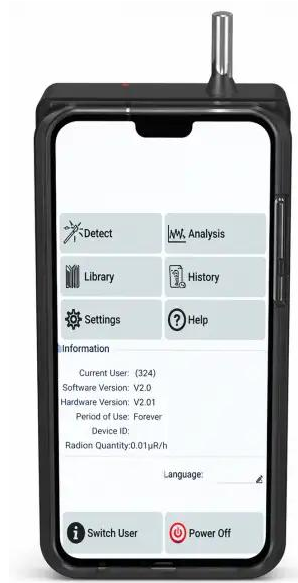 Detect
Analysis
Library
History
Settings
Help
Information
Current User: (324)
Software Version: V2.0
Hardware Version: V2.01
Period of Use: Forever
Device ID:
Radion Quantity:0.01μR/h
Language:
Switch User
Power Off